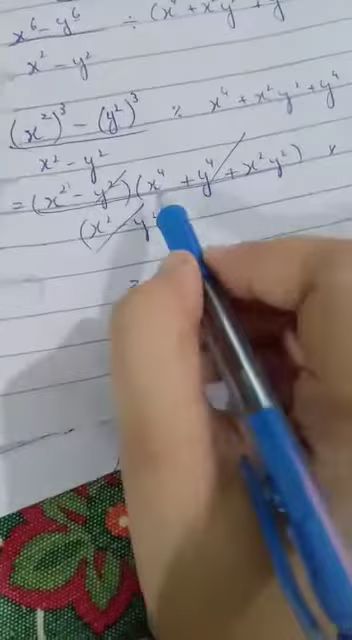 x⁶ - y⁶ ÷ (x⁴ + x²y² + y
x² - y²
(x²)³ - (y²)³ ÷ x⁴ + x²y² + y⁴
x² - y²
= (x² - y²)(x⁴ + y⁴ + x²y²) ×
(x² - y²